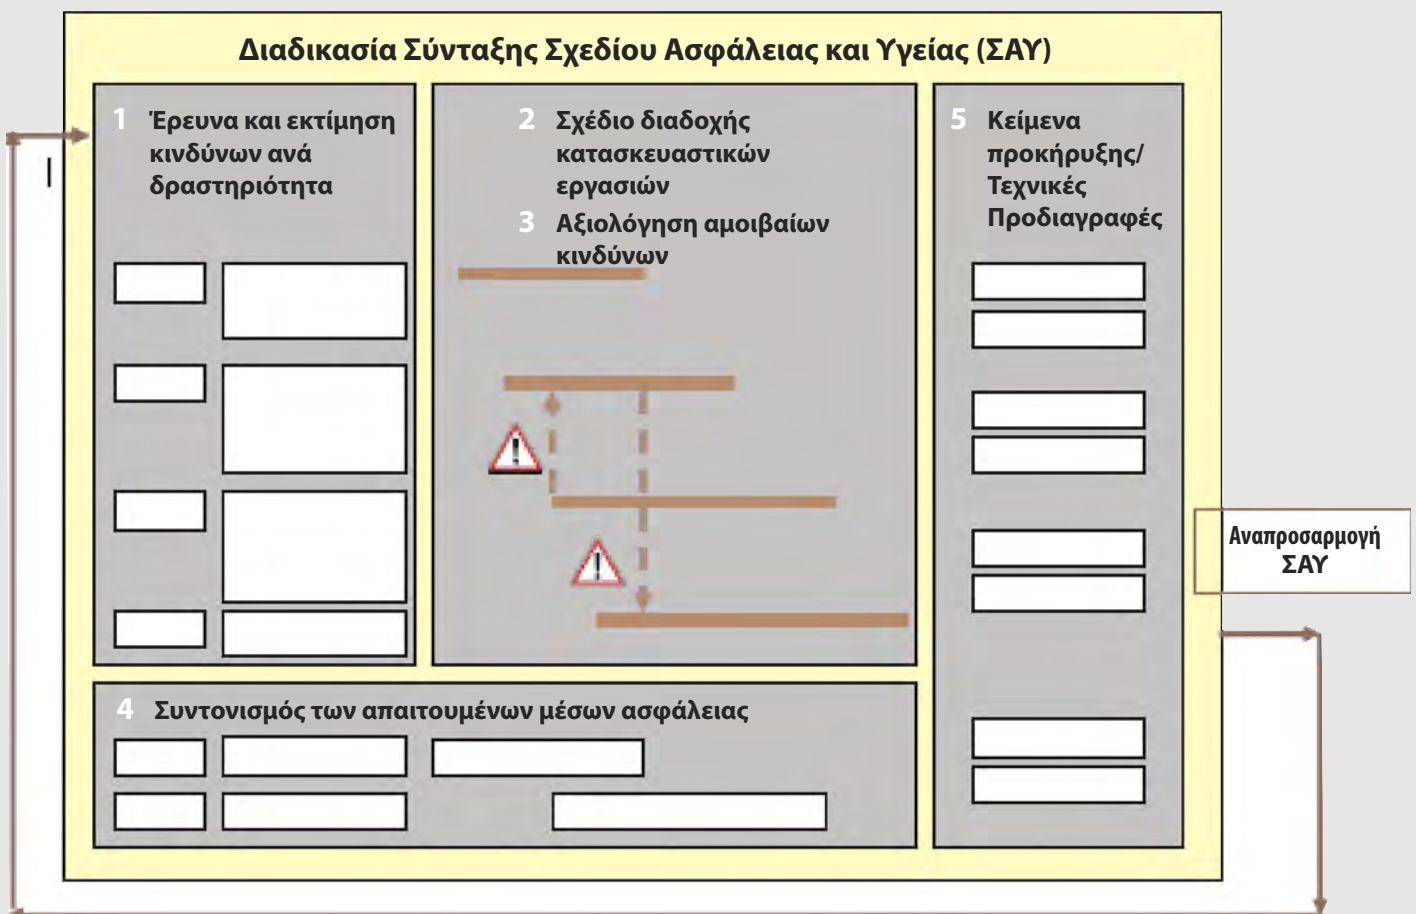 Διαδικασία Σύνταξης Σχεδίου Ασφάλειας και Υγείας (ΣΑΥ)
1 Έρευνα και εκτίμηση
κινδύνων ανά
δραστηριότητα
2 Σχέδιο διαδοχής
κατασκευαστικών
εργασιών
3 Αξιολόγηση αμοιβαίων
κινδύνων
5 Κείμενα
προκήρυξης/
Τεχνικές
Προδιαγραφές
4 Συντονισμός των απαιτουμένων μέσων ασφάλειας
Αναπροσαρμογή
ΣΑΥ